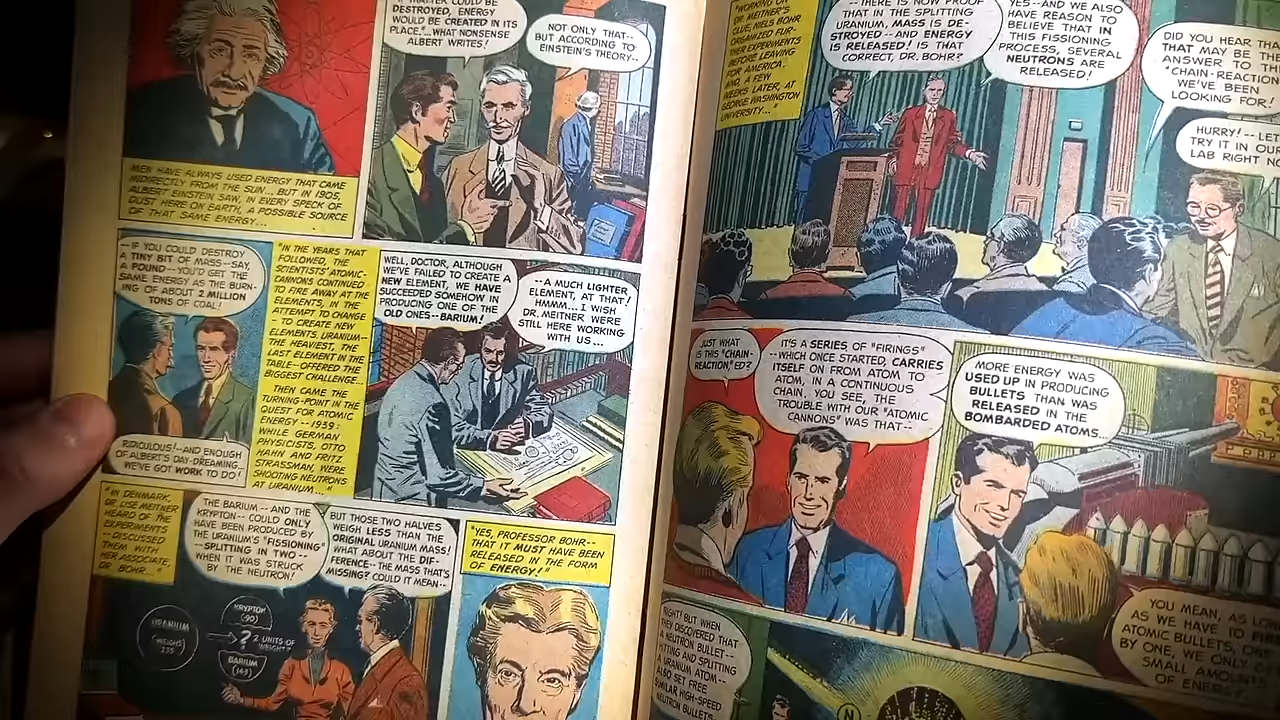 IF MATTER COULD BE
DESTROYED, ENERGY
WOULD BE CREATED IN ITS
PLACE."...WHAT NONSENSE
ALBERT WRITES!
NOT ONLY THAT--
BUT ACCORDING TO
EINSTEIN'S THEORY..
MEN HAVE ALWAYS USED ENERGY THAT CAME
INDIRECTLY FROM THE SUN... BUT IN 1905,
ALBERT EINSTEIN SAW, IN EVERY SPECK OF
DUST HERE ON EARTH, A POSSIBLE SOURCE
OF THAT SAME ENERGY...
--IF YOU COULD DESTROY
A TINY BIT OF MASS--SAY,
A POUND--YOU'D GET THE
SAME ENERGY AS THE BURN-
ING OF ABOUT 2 MILLION
TONS OF COAL!
RIDICULOUS!--AND ENOUGH
OF ALBERT'S DAY-DREAMING..
WE'VE GOT WORK TO DO!
"IN THE YEARS THAT
FOLLOWED, THE
SCIENTISTS' ATOMIC-
CANNONS CONTINUED
TO FIRE AWAY AT THE
ELEMENTS, IN THE
ATTEMPT TO CHANGE
-- TO CREATE NEW
ELEMENTS. URANIUM--
THE HEAVIEST, THE
LAST ELEMENT IN THE
TABLE--OFFERED THE
BIGGEST CHALLENGE...
THEN CAME THE
TURNING-POINT IN THE
QUEST FOR ATOMIC
ENERGY -- 1939:
WHILE GERMAN
PHYSICISTS, OTTO
HAHN AND FRITZ
STRASSMAN, WERE
SHOOTING NEUTRONS
AT URANIUM..."
WELL, DOCTOR, ALTHOUGH
WE'VE FAILED TO CREATE A
NEW ELEMENT, WE HAVE
SUCCEEDED SOMEHOW IN
PRODUCING ONE OF THE
OLD ONES--BARIUM!
--A MUCH LIGHTER
ELEMENT, AT THAT!
HMMM... I WISH
DR. MEITNER WERE
STILL HERE WORKING
WITH US...
"IN DENMARK,
DR. LISE MEITNER
HEARD OF THE
EXPERIMENTS
--DISCUSSED
THEM WITH
HER ASSOCIATE,
DR. BOHR..."
THE BARIUM -- AND THE
KRYPTON -- COULD ONLY
HAVE BEEN PRODUCED BY
THE URANIUM'S "FISSIONING"
--SPLITTING IN TWO--
WHEN IT WAS STRUCK
BY THE NEUTRON!
BUT THOSE TWO HALVES
WEIGH LESS THAN THE
ORIGINAL URANIUM MASS!
WHAT ABOUT THE DIF-
FERENCE--THE MASS THAT'S
MISSING? COULD IT MEAN--
URANIUM
(WEIGHS)
235
KRYPTON
(90)
?
2 UNITS OF
WEIGHT?
BARIUM
(143)
"YES, PROFESSOR BOHR--
THAT IT MUST HAVE BEEN
RELEASED IN THE FORM
OF ENERGY!"
"WORKING ON
DR. MEITNER'S
CLUE, NIELS BOHR
ORGANIZED FUR-
THER EXPERIMENTS
BEFORE LEAVING
FOR AMERICA.
AND, A FEW
WEEKS LATER, AT
GEORGE WASHINGTON
UNIVERSITY..."
--THERE IS NOW PROOF
THAT IN THE SPLITTING
URANIUM, MASS IS DE-
STROYED--AND ENERGY
IS RELEASED! IS THAT
CORRECT, DR. BOHR?
YES--AND WE ALSO
HAVE REASON TO
BELIEVE THAT IN
THIS FISSIONING
PROCESS, SEVERAL
NEUTRONS ARE
RELEASED!
DID YOU HEAR THA
THAT MAY BE THE
ANSWER TO THE
"CHAIN-REACTION"
WE'VE BEEN
LOOKING FOR!
HURRY!-- LET
TRY IT IN OUR
LAB RIGHT NO
JUST WHAT
IS THIS "CHAIN-
REACTION," ED?
IT'S A SERIES OF "FIRINGS"
--WHICH ONCE STARTED, CARRIES
ITSELF ON FROM ATOM TO
ATOM, IN A CONTINUOUS
CHAIN. YOU SEE, THE
TROUBLE WITH OUR "ATOMIC
CANNONS" WAS THAT--
MORE ENERGY WAS
USED UP IN PRODUCING
BULLETS THAN WAS
RELEASED IN THE
BOMBARDED ATOMS...
YOU MEAN, AS LONG
AS WE HAVE TO FIRE
ATOMIC BULLETS, ONE
BY ONE, WE ONLY GET
SMALL AMOUNTS
OF ENERGY
RIGHT! BUT WHEN
THEY DISCOVERED THAT
A NEUTRON BULLET--
HITTING AND SPLITTING
A URANIUM ATOM--
ALSO SET FREE
SIMILAR HIGH-SPEED
NEUTRON BULLETS
N